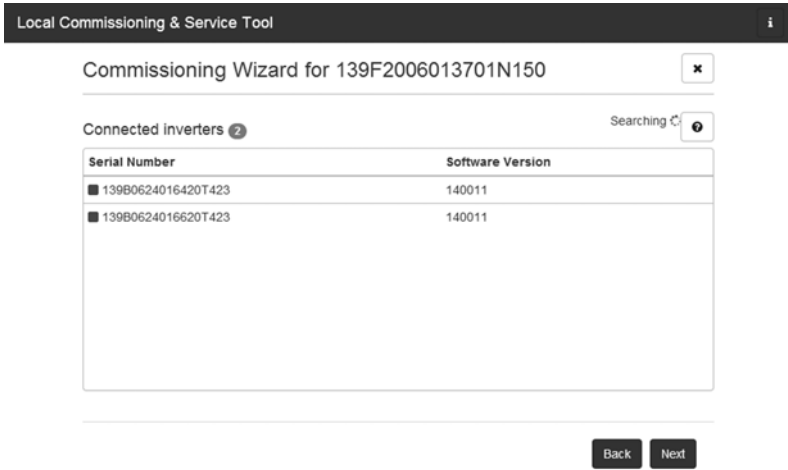 Local Commissioning & Service Tool
i
Commissioning Wizard for 139F2006013701N150
Connected inverters 2
Searching
Serial Number Software Version
139B0624016420T423 140011
139B0624016620T423 140011
Back Next